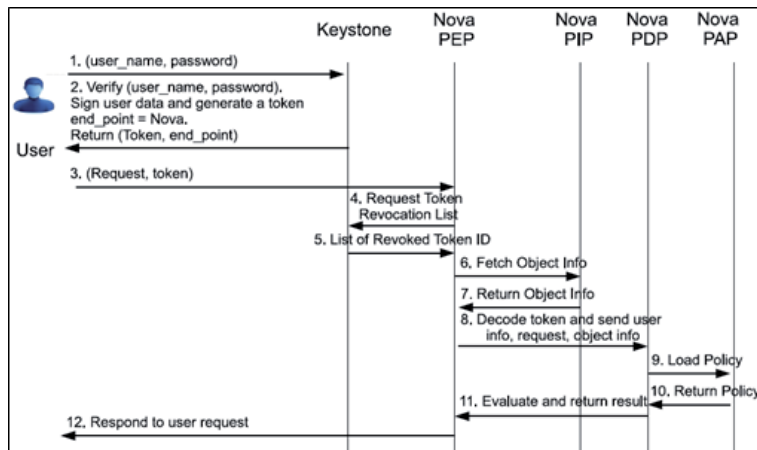 Keystone
Nova
PEP
Nova
PIP
Nova
PDP
Nova
PAP
User
1. (user_name, password)
2. Verify (user_name, password).
Sign user data and generate a token
end_point = Nova.
Return (Token, end_point)
3. (Request, token)
4. Request Token
Revocation List
5. List of Revoked Token ID
6. Fetch Object Info
7. Return Object Info
8. Decode token and send user
info, request, object info
9. Load Policy
10. Return Policy
11. Evaluate and return result
12. Respond to user request